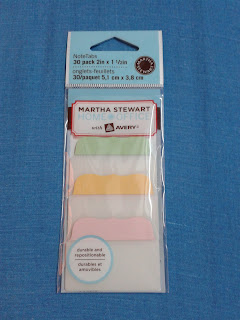 NoteTabs
30 pack 2in x 1 1/2in
onglets-feuillets
30/paquet 5,1 cm x 3,8 cm
MARTHA STEWART
HOME OFFICE
with AVERY
durable and
repositionable
durables et
amovibles